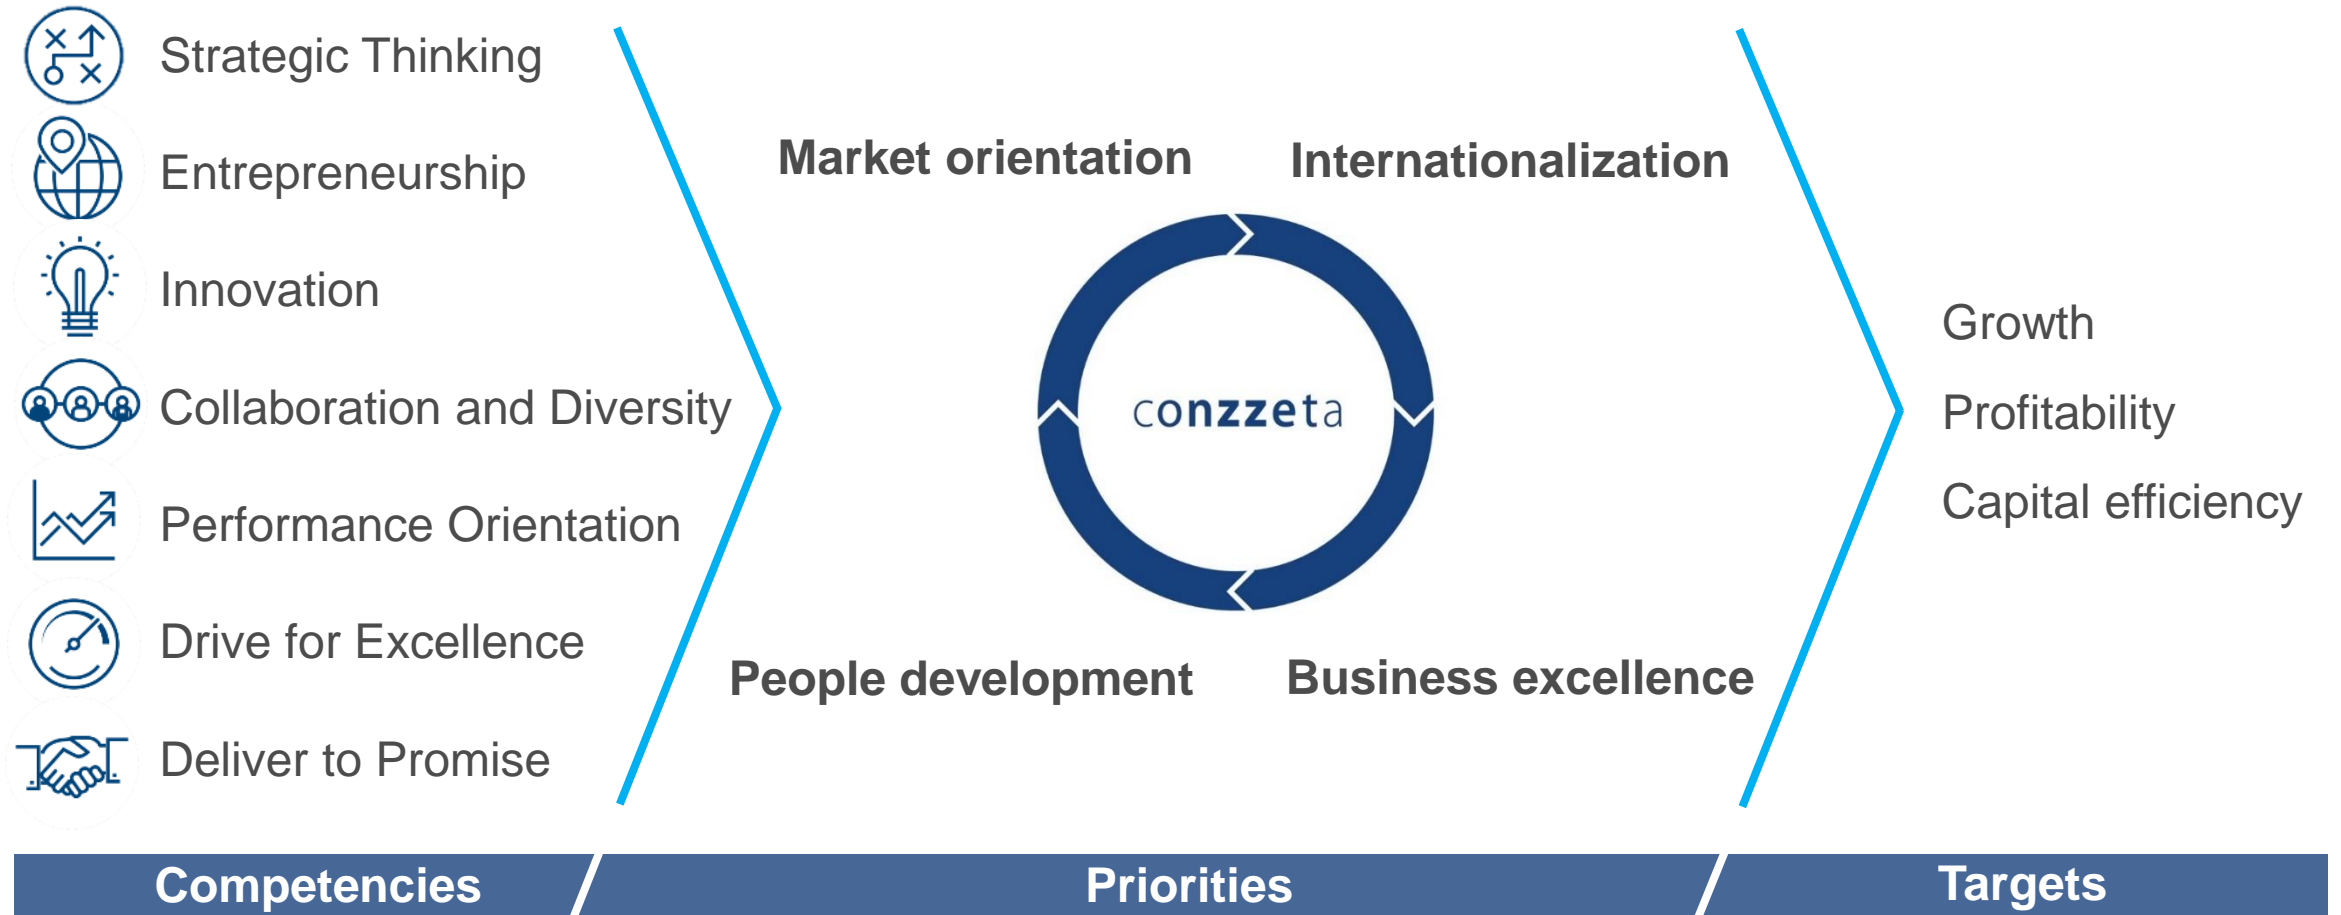 Strategic Thinking
Entrepreneurship
Innovation
Collaboration and Diversity
Performance Orientation
Drive for Excellence
Deliver to Promise
Market orientation
Internationalization
conzzeta
People development
Business excellence
Growth
Profitability
Capital efficiency
Competencies
Priorities
Targets